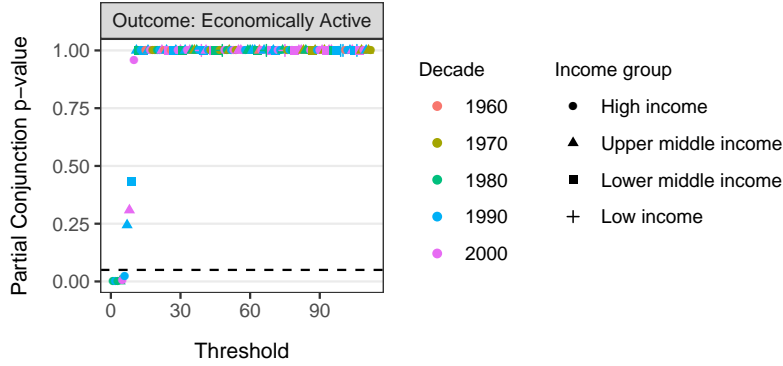 Outcome: Economically Active
Partial Conjunction p-value
1.00
0.75
0.50
0.25
0.00
0
30
60
90
Threshold
Decade
1960
1970
1980
1990
2000
Income group
High income
Upper middle income
Lower middle income
Low income